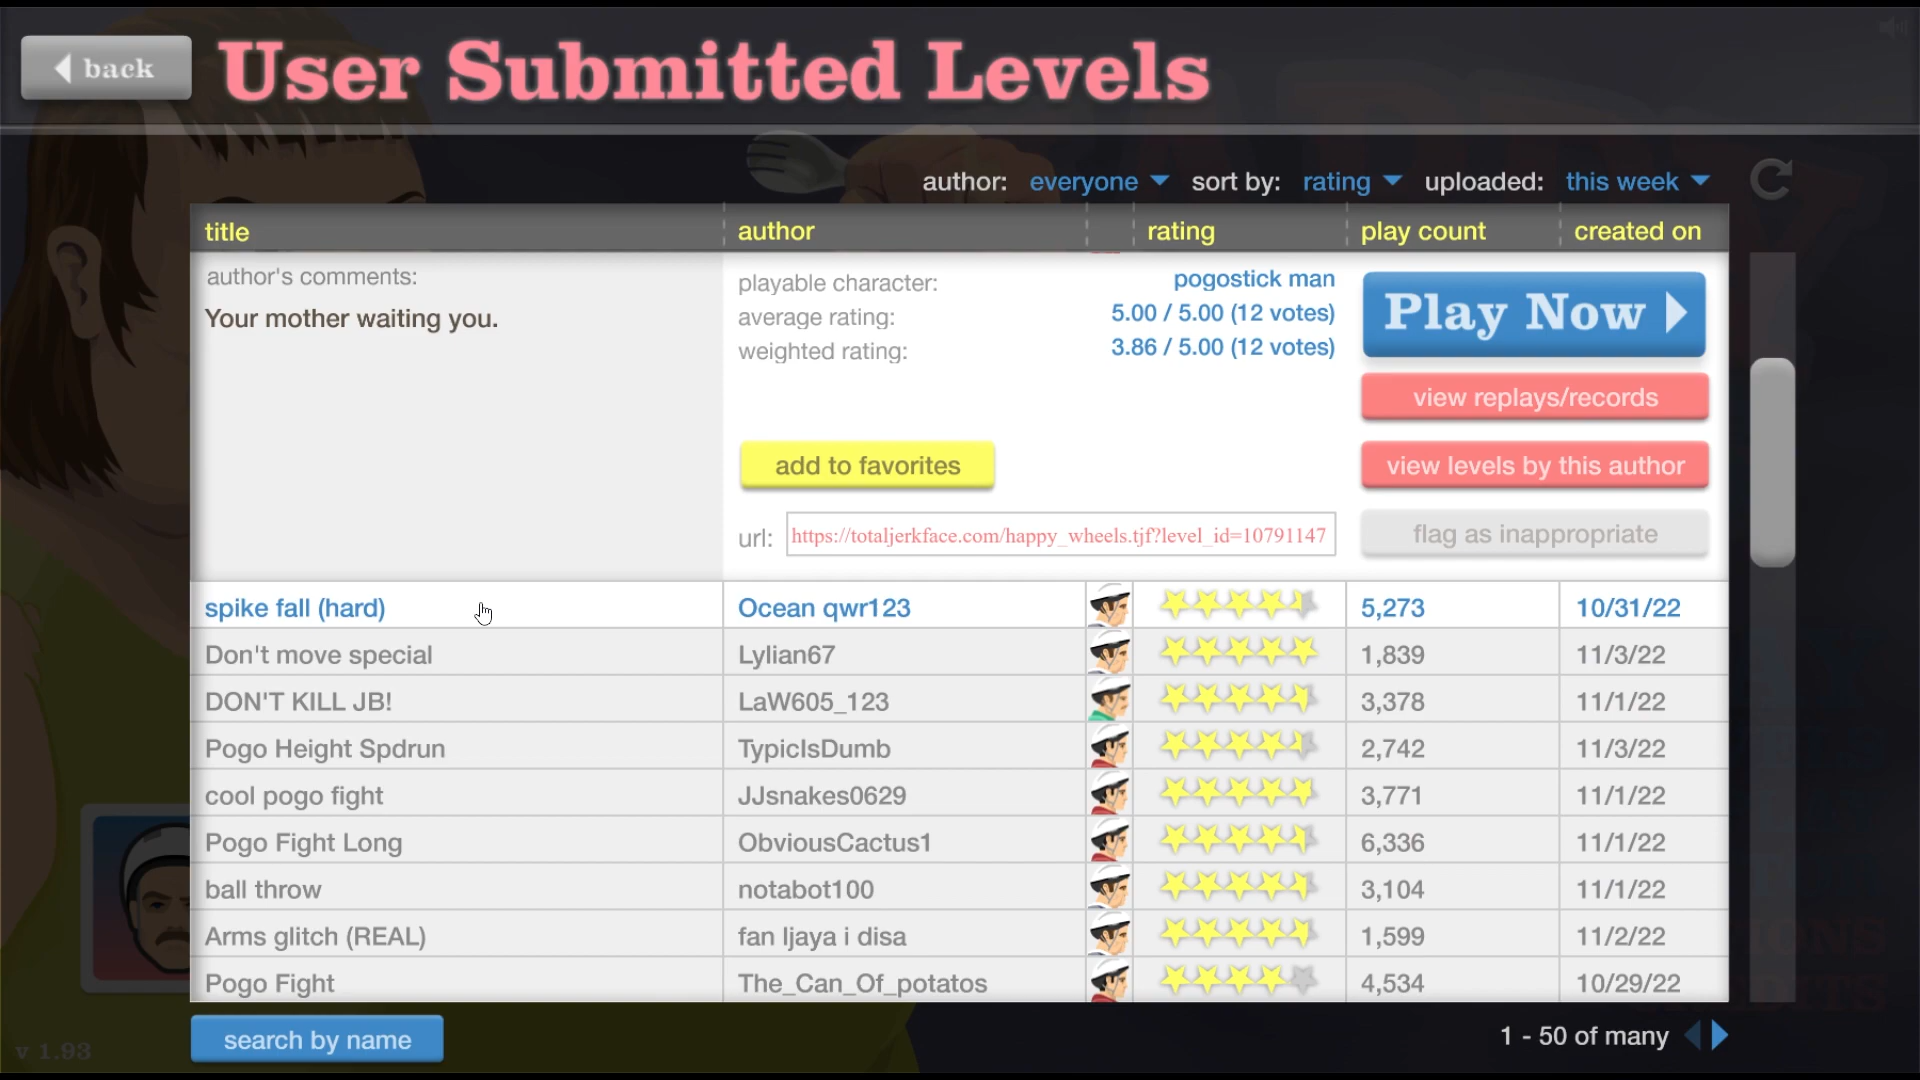 back
User Submitted Levels
author: everyone sort by: rating uploaded: this week
title author rating play count created on
author's comments:
Your mother waiting you.
playable character: pogostick man
average rating: 5.00 / 5.00 (12 votes)
weighted rating: 3.86 / 5.00 (12 votes)
Play Now
view replays/records
add to favorites
view levels by this author
url: https://totaljerkface.com/happy_wheels.tjf?level_id=10791147
flag as inappropriate
spike fall (hard) Ocean qwr123 5,273 10/31/22
Don't move special Lylian67 1,839 11/3/22
DON'T KILL JB! LaW605_123 3,378 11/1/22
Pogo Height Spdrun TypicIsDumb 2,742 11/3/22
cool pogo fight JJsnakes0629 3,771 11/1/22
Pogo Fight Long ObviousCactus1 6,336 11/1/22
ball throw notabot100 3,104 11/1/22
Arms glitch (REAL) fan Ijaya i disa 1,599 11/2/22
Pogo Fight The_Can_Of_potatos 4,534 10/29/22
search by name
1 - 50 of many
v 1.93